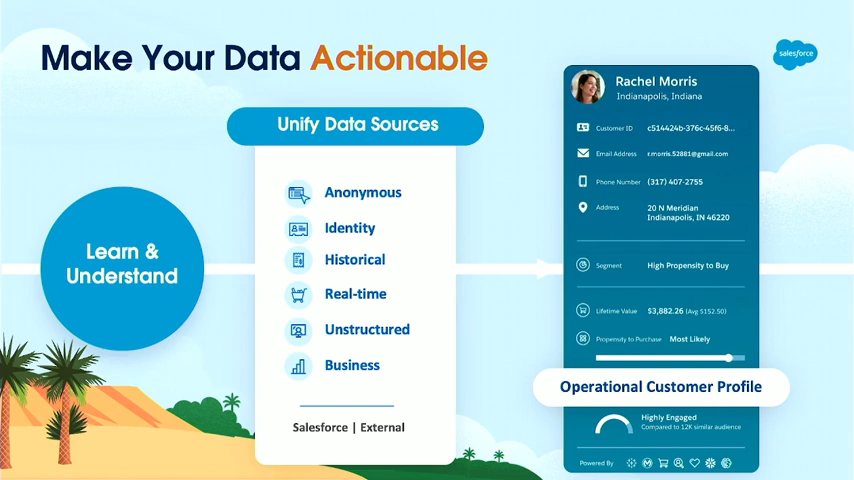 Make Your Data Actionable
salesforce
Unify Data Sources
Learn &
Understand
Anonymous
Identity
Historical
Real-time
Unstructured
Business
Salesforce | External
Rachel Morris
Indianapolis, Indiana
Customer ID c514424b-376c-45f6-8...
Email Address r.morris.52881@gmail.com
Phone Number (317) 407-2755
Address 20 N Meridian
Indianapolis, IN 46220
Segment High Propensity to Buy
Lifetime Value $3,882.26 (Avg $152.50)
Propensity to Purchase Most Likely
Operational Customer Profile
Highly Engaged
Compared to 12K similar audience
Powered By